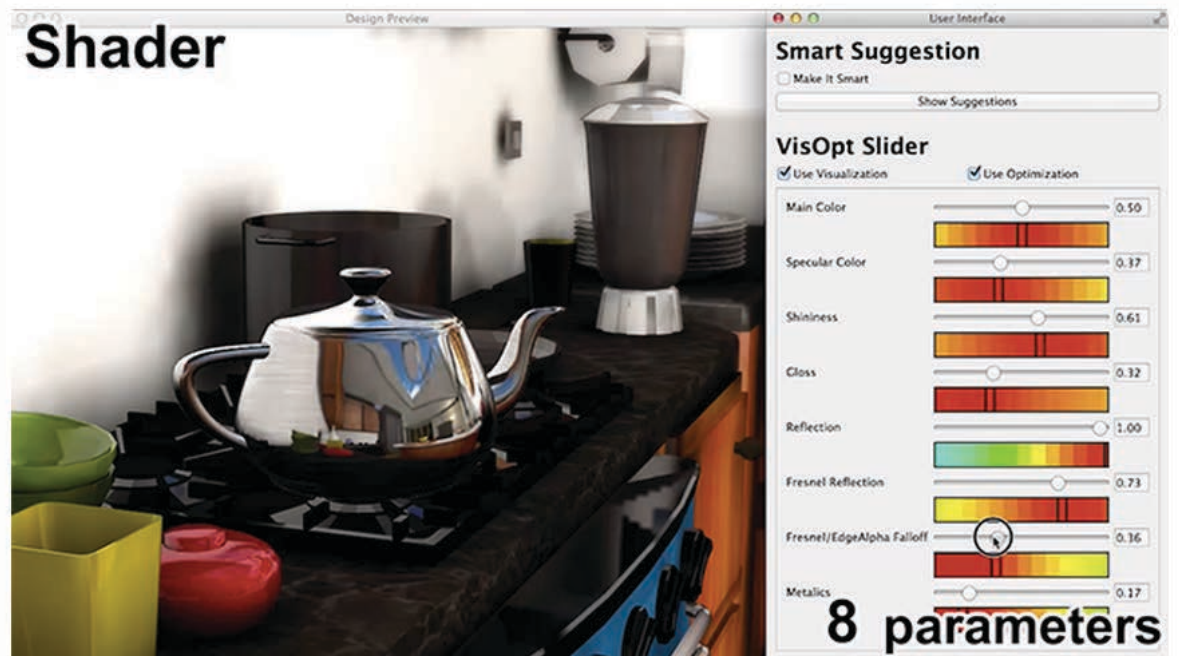 Design Preview
Shader
User Interface
Smart Suggestion
Make It Smart
Show Suggestions
VisOpt Slider
Use Visualization
Use Optimization
Main Color
0.50
Specular Color
0.37
Shininess
0.61
Gloss
0.32
Reflection
1.00
Fresnel Reflection
0.73
Fresnel/EdgeAlpha Falloff
0.36
Metalics
0.17
8 parameters